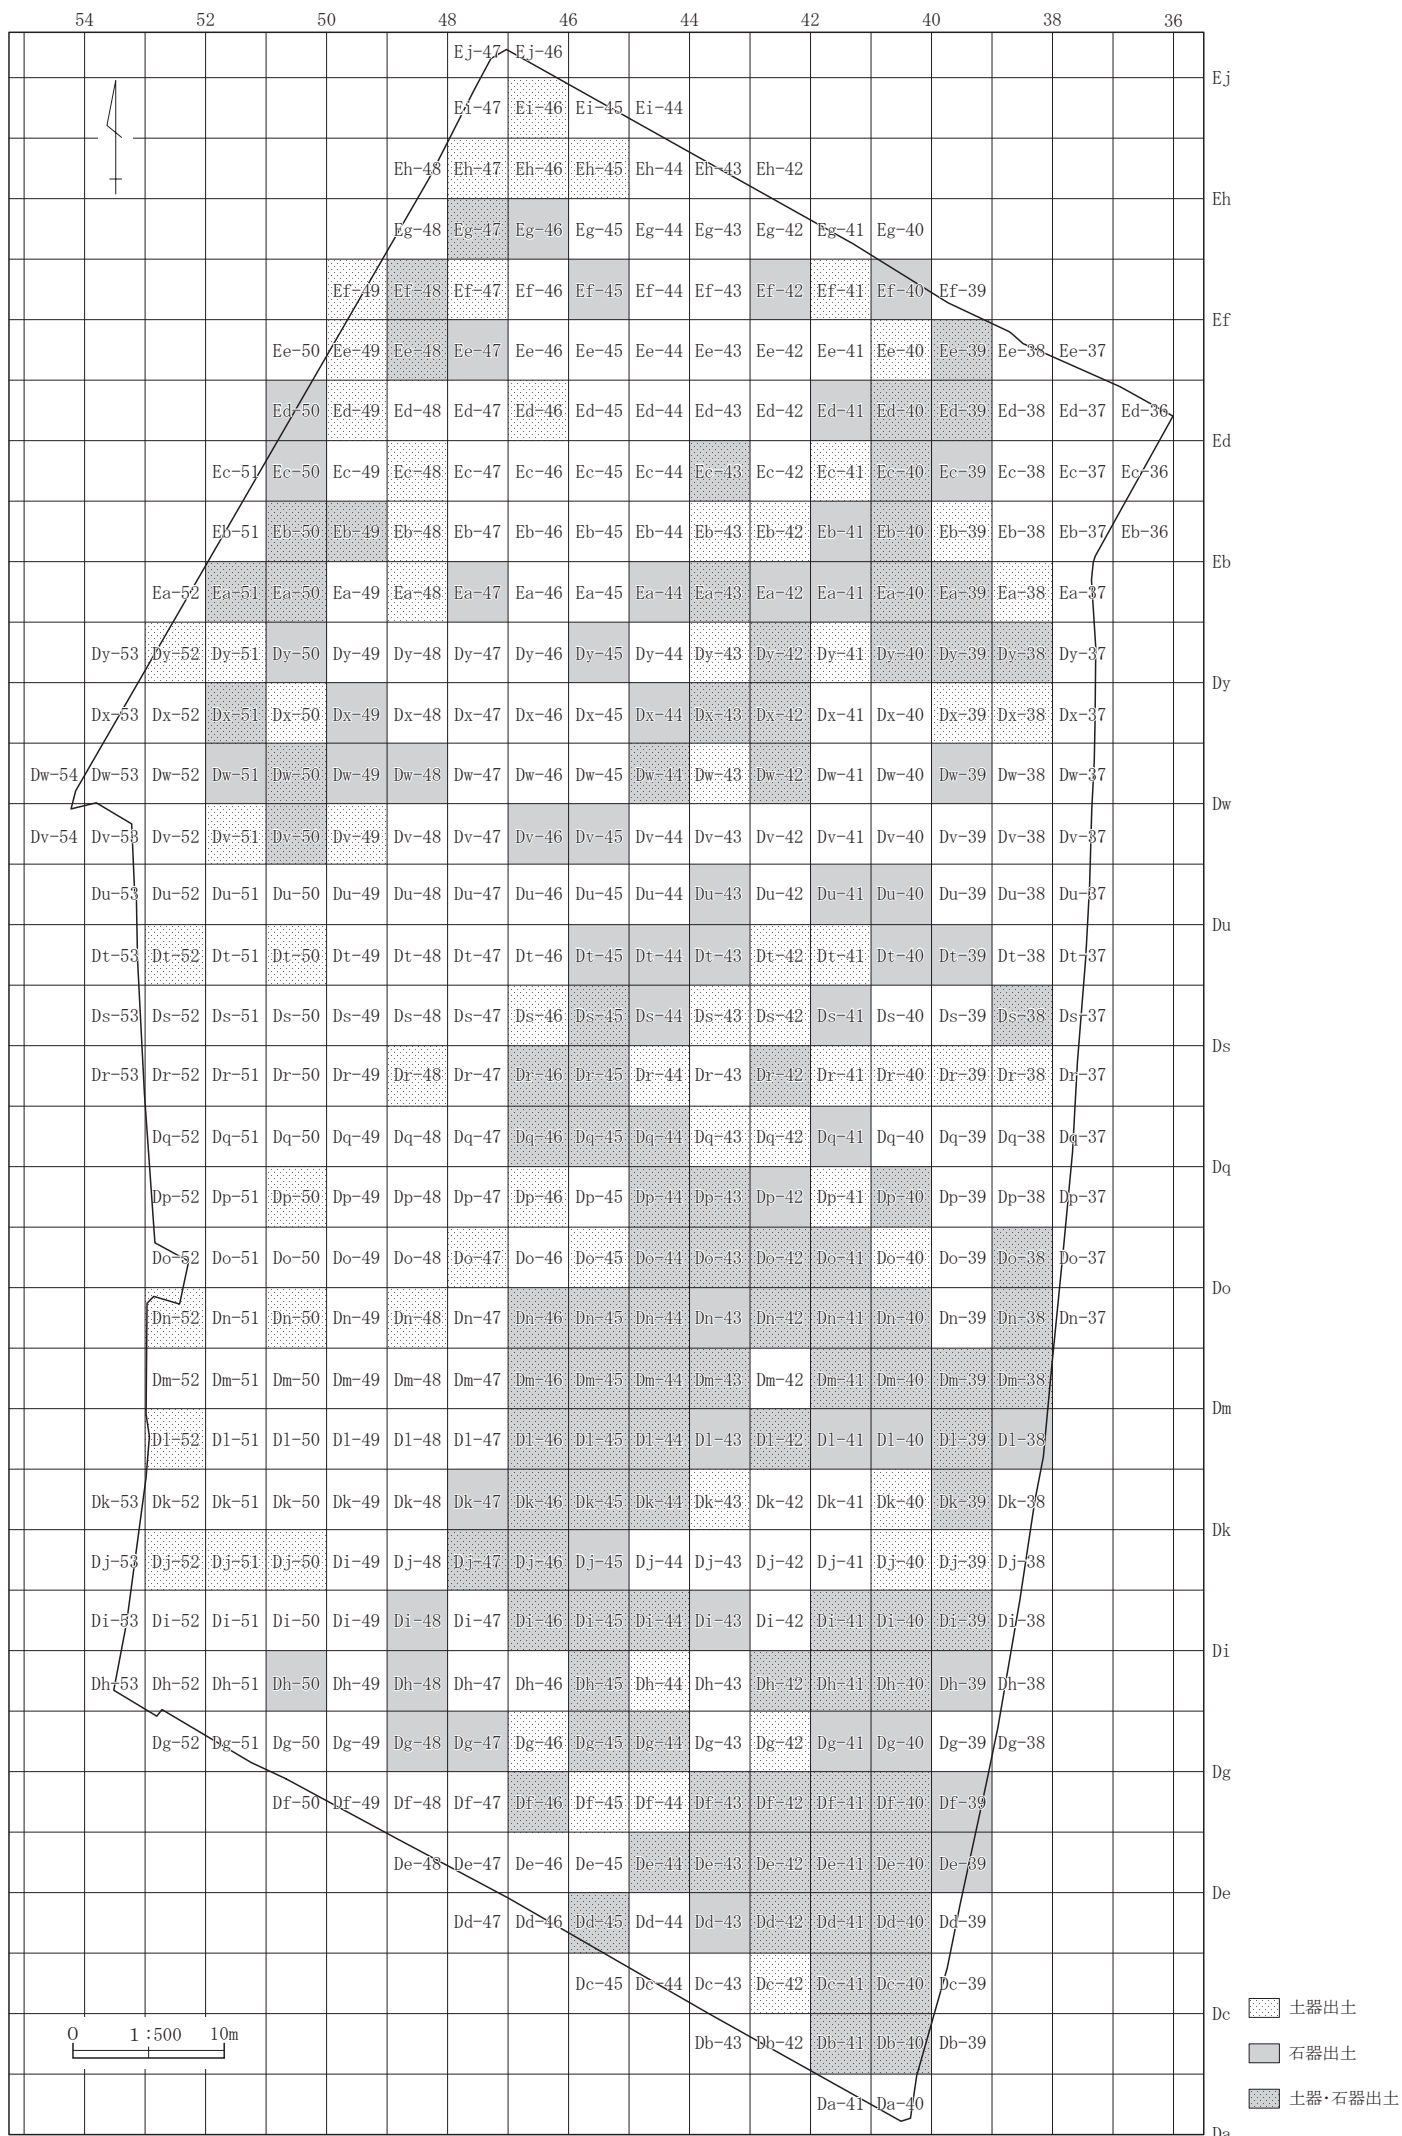 54 52 50 48 46 44 42 40 38 36
Ej-47 Ej-46
Ej
Ei-47 Ei-46 Ei-45 Ei-44
Eh-48 Eh-47 Eh-46 Eh-45 Eh-44 Eh-43 Eh-42
Eh
Eg-48 Eg-47 Eg-46 Eg-45 Eg-44 Eg-43 Eg-42 Eg-41 Eg-40
Ef-49 Ef-48 Ef-47 Ef-46 Ef-45 Ef-44 Ef-43 Ef-42 Ef-41 Ef-40 Ef-39
Ef
Ee-50 Ee-49 Ee-48 Ee-47 Ee-46 Ee-45 Ee-44 Ee-43 Ee-42 Ee-41 Ee-40 Ee-39 Ee-38 Ee-37
Ed-50 Ed-49 Ed-48 Ed-47 Ed-46 Ed-45 Ed-44 Ed-43 Ed-42 Ed-41 Ed-40 Ed-39 Ed-38 Ed-37 Ed-36
Ed
Ec-51 Ec-50 Ec-49 Ec-48 Ec-47 Ec-46 Ec-45 Ec-44 Ec-43 Ec-42 Ec-41 Ec-40 Ec-39 Ec-38 Ec-37 Ec-36
Eb-51 Eb-50 Eb-49 Eb-48 Eb-47 Eb-46 Eb-45 Eb-44 Eb-43 Eb-42 Eb-41 Eb-40 Eb-39 Eb-38 Eb-37 Eb-36
Eb
Ea-52 Ea-51 Ea-50 Ea-49 Ea-48 Ea-47 Ea-46 Ea-45 Ea-44 Ea-43 Ea-42 Ea-41 Ea-40 Ea-39 Ea-38 Ea-37
Dy-53 Dy-52 Dy-51 Dy-50 Dy-49 Dy-48 Dy-47 Dy-46 Dy-45 Dy-44 Dy-43 Dy-42 Dy-41 Dy-40 Dy-39 Dy-38 Dy-37
Dy
Dx-53 Dx-52 Dx-51 Dx-50 Dx-49 Dx-48 Dx-47 Dx-46 Dx-45 Dx-44 Dx-43 Dx-42 Dx-41 Dx-40 Dx-39 Dx-38 Dx-37
Dw-54 Dw-53 Dw-52 Dw-51 Dw-50 Dw-49 Dw-48 Dw-47 Dw-46 Dw-45 Dw-44 Dw-43 Dw-42 Dw-41 Dw-40 Dw-39 Dw-38 Dw-37
Dw
Dv-54 Dv-53 Dv-52 Dv-51 Dv-50 Dv-49 Dv-48 Dv-47 Dv-46 Dv-45 Dv-44 Dv-43 Dv-42 Dv-41 Dv-40 Dv-39 Dv-38 Dv-37
Du-53 Du-52 Du-51 Du-50 Du-49 Du-48 Du-47 Du-46 Du-45 Du-44 Du-43 Du-42 Du-41 Du-40 Du-39 Du-38 Du-37
Du
Dt-53 Dt-52 Dt-51 Dt-50 Dt-49 Dt-48 Dt-47 Dt-46 Dt-45 Dt-44 Dt-43 Dt-42 Dt-41 Dt-40 Dt-39 Dt-38 Dt-37
Ds-53 Ds-52 Ds-51 Ds-50 Ds-49 Ds-48 Ds-47 Ds-46 Ds-45 Ds-44 Ds-43 Ds-42 Ds-41 Ds-40 Ds-39 Ds-38 Ds-37
Ds
Dr-53 Dr-52 Dr-51 Dr-50 Dr-49 Dr-48 Dr-47 Dr-46 Dr-45 Dr-44 Dr-43 Dr-42 Dr-41 Dr-40 Dr-39 Dr-38 Dr-37
Dq-52 Dq-51 Dq-50 Dq-49 Dq-48 Dq-47 Dq-46 Dq-45 Dq-44 Dq-43 Dq-42 Dq-41 Dq-40 Dq-39 Dq-38 Dq-37
Dq
Dp-52 Dp-51 Dp-50 Dp-49 Dp-48 Dp-47 Dp-46 Dp-45 Dp-44 Dp-43 Dp-42 Dp-41 Dp-40 Dp-39 Dp-38 Dp-37
Do-52 Do-51 Do-50 Do-49 Do-48 Do-47 Do-46 Do-45 Do-44 Do-43 Do-42 Do-41 Do-40 Do-39 Do-38 Do-37
Do
Dn-52 Dn-51 Dn-50 Dn-49 Dn-48 Dn-47 Dn-46 Dn-45 Dn-44 Dn-43 Dn-42 Dn-41 Dn-40 Dn-39 Dn-38 Dn-37
Dm-52 Dm-51 Dm-50 Dm-49 Dm-48 Dm-47 Dm-46 Dm-45 Dm-44 Dm-43 Dm-42 Dm-41 Dm-40 Dm-39 Dm-38
Dm
Dl-52 Dl-51 Dl-50 Dl-49 Dl-48 Dl-47 Dl-46 Dl-45 Dl-44 Dl-43 Dl-42 Dl-41 Dl-40 Dl-39 Dl-38
Dk-53 Dk-52 Dk-51 Dk-50 Dk-49 Dk-48 Dk-47 Dk-46 Dk-45 Dk-44 Dk-43 Dk-42 Dk-41 Dk-40 Dk-39 Dk-38
Dk
Dj-53 Dj-52 Dj-51 Dj-50 Di-49 Dj-48 Dj-47 Dj-46 Dj-45 Dj-44 Dj-43 Dj-42 Dj-41 Dj-40 Dj-39 Dj-38
Di-53 Di-52 Di-51 Di-50 Di-49 Di-48 Di-47 Di-46 Di-45 Di-44 Di-43 Di-42 Di-41 Di-40 Di-39 Di-38
Di
Dh-53 Dh-52 Dh-51 Dh-50 Dh-49 Dh-48 Dh-47 Dh-46 Dh-45 Dh-44 Dh-43 Dh-42 Dh-41 Dh-40 Dh-39 Dh-38
Dg-52 Dg-51 Dg-50 Dg-49 Dg-48 Dg-47 Dg-46 Dg-45 Dg-44 Dg-43 Dg-42 Dg-41 Dg-40 Dg-39 Dg-38
Dg
Df-50 Df-49 Df-48 Df-47 Df-46 Df-45 Df-44 Df-43 Df-42 Df-41 Df-40 Df-39
De-48 De-47 De-46 De-45 De-44 De-43 De-42 De-41 De-40 De-39
De
Dd-47 Dd-46 Dd-45 Dd-44 Dd-43 Dd-42 Dd-41 Dd-40 Dd-39
Dc-45 Dc-44 Dc-43 Dc-42 Dc-41 Dc-40 Dc-39
Dc
Db-43 Db-42 Db-41 Db-40 Db-39
Da-41 Da-40
Da
0 1:500 10m
土器出土
石器出土
土器・石器出土